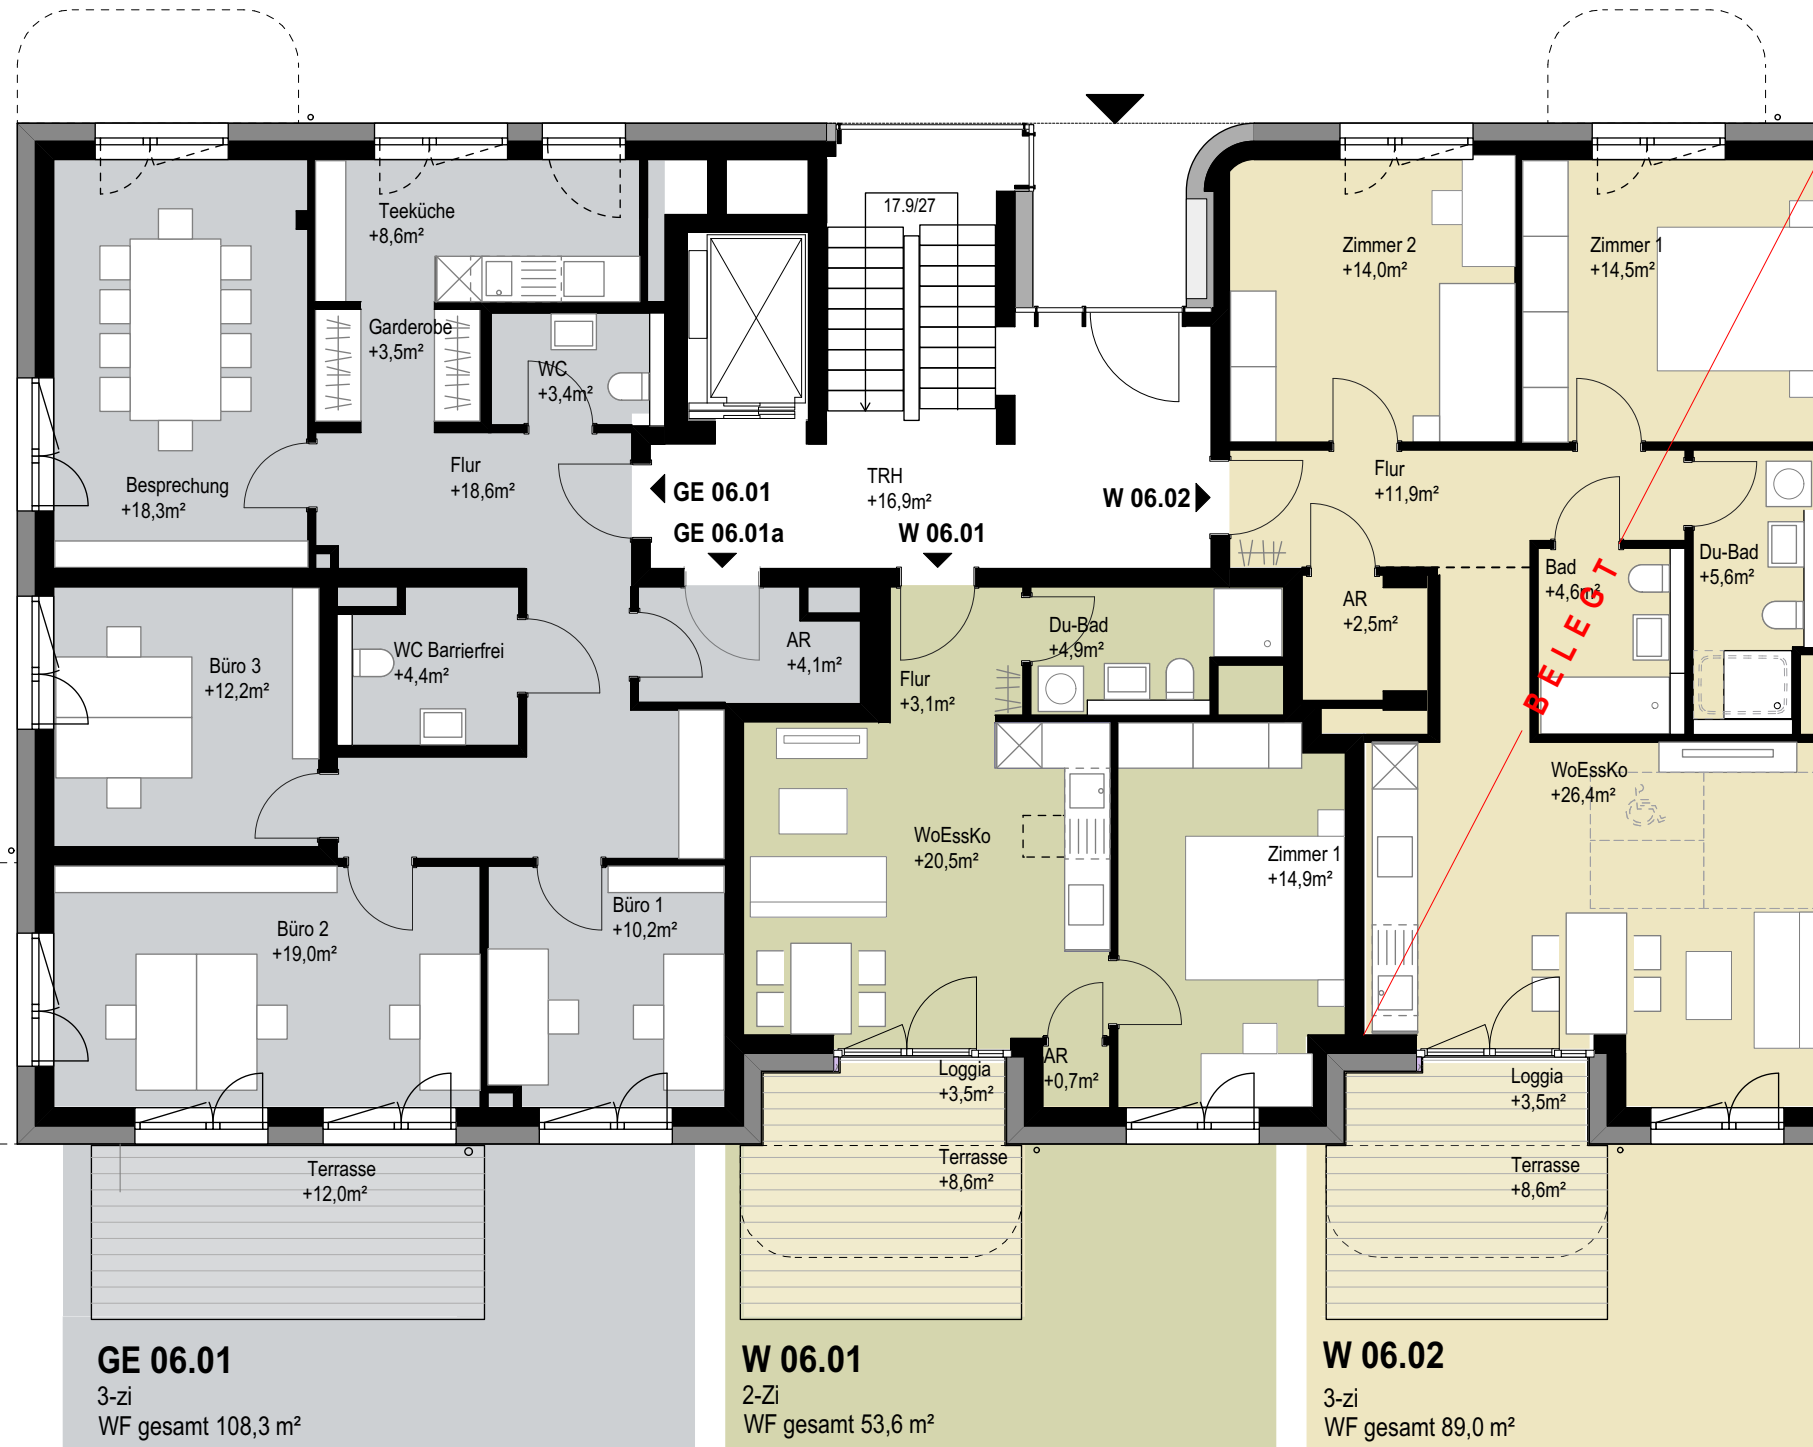 17.9/27
Teeküche
+8,6m²
Zimmer 2
+14,0m²
Zimmer 1
+14,5m²
Garderobe
+3,5m²
WC
+3,4m²
Besprechung
+18,3m²
Flur
+18,6m²
GE 06.01
GE 06.01a
TRH
+16,9m²
W 06.01
W 06.02
Flur
+11,9m²
Du-Bad
+5,6m²
Bad
+4,6m²
BELEGT
AR
+2,5m²
Büro 3
+12,2m²
WC Barrierfrei
+4,4m²
AR
+4,1m²
Du-Bad
+4,9m²
Flur
+3,1m²
WoEssKo
+26,4m²
WoEssKo
+20,5m²
Zimmer 1
+14,9m²
Büro 2
+19,0m²
Büro 1
+10,2m²
AR
+0,7m²
Loggia
+3,5m²
Loggia
+3,5m²
Terrasse
+12,0m²
Terrasse
+8,6m²
Terrasse
+8,6m²
GE 06.01
3-zi
WF gesamt 108,3 m²
W 06.01
2-Zi
WF gesamt 53,6 m²
W 06.02
3-zi
WF gesamt 89,0 m²